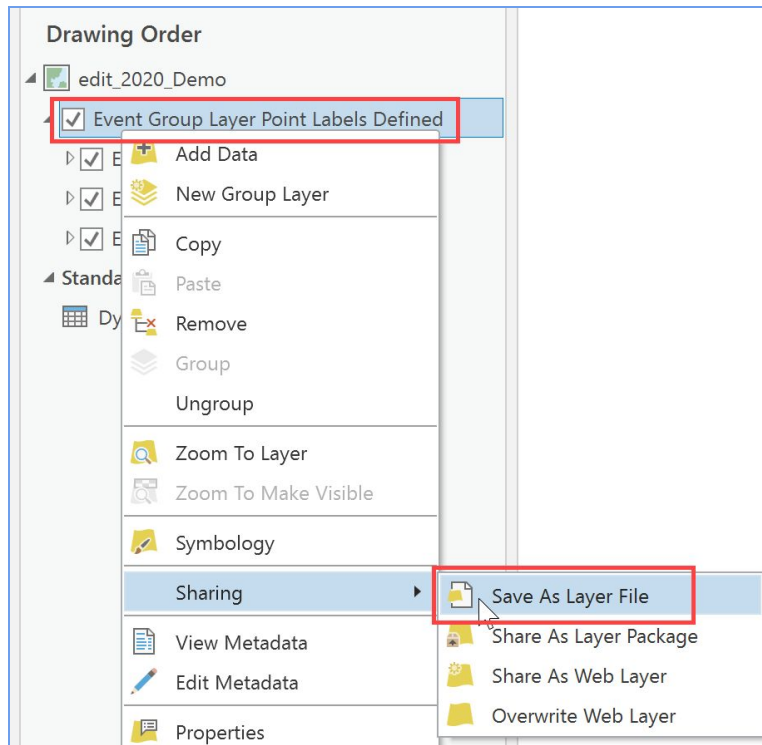 Drawing Order
edit_2020_Demo
Event Group Layer Point Labels Defined
E
Add Data
E
New Group Layer
E
Copy
Standa
Paste
Dy
Remove
Group
Ungroup
Zoom To Layer
Zoom To Make Visible
Symbology
Sharing
Save As Layer File
View Metadata
Share As Layer Package
Edit Metadata
Share As Web Layer
Properties
Overwrite Web Layer